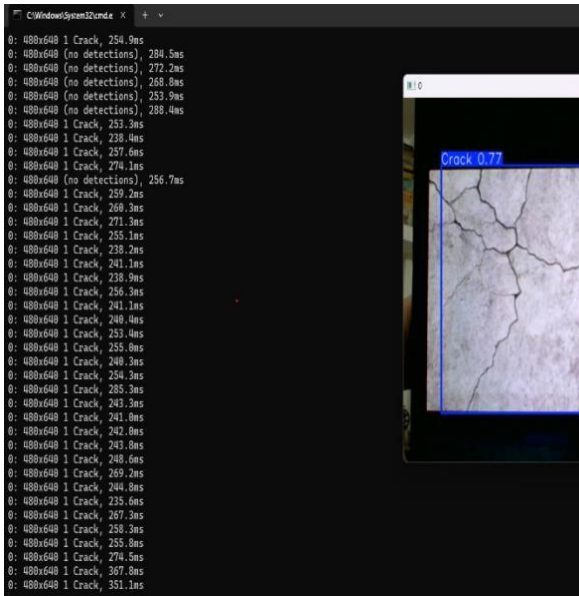 C:\Windows\System32\cmd.e × + ⌄
0: 480x640 1 Crack, 254.9ms
0: 480x640 (no detections), 284.5ms
0: 480x640 (no detections), 272.2ms
0: 480x640 (no detections), 268.8ms
0: 480x640 (no detections), 253.9ms
0: 480x640 (no detections), 288.4ms
0: 480x640 1 Crack, 253.3ms
0: 480x640 1 Crack, 238.4ms
0: 480x640 1 Crack, 257.6ms
0: 480x640 1 Crack, 274.1ms
0: 480x640 (no detections), 256.7ms
0: 480x640 1 Crack, 259.2ms
0: 480x640 1 Crack, 260.3ms
0: 480x640 1 Crack, 271.3ms
0: 480x640 1 Crack, 255.1ms
0: 480x640 1 Crack, 238.2ms
0: 480x640 1 Crack, 241.1ms
0: 480x640 1 Crack, 238.9ms
0: 480x640 1 Crack, 256.3ms
0: 480x640 1 Crack, 241.1ms
0: 480x640 1 Crack, 240.4ms
0: 480x640 1 Crack, 253.4ms
0: 480x640 1 Crack, 255.0ms
0: 480x640 1 Crack, 240.3ms
0: 480x640 1 Crack, 254.3ms
0: 480x640 1 Crack, 285.3ms
0: 480x640 1 Crack, 243.3ms
0: 480x640 1 Crack, 241.0ms
0: 480x640 1 Crack, 242.0ms
0: 480x640 1 Crack, 243.8ms
0: 480x640 1 Crack, 248.6ms
0: 480x640 1 Crack, 269.2ms
0: 480x640 1 Crack, 244.8ms
0: 480x640 1 Crack, 235.6ms
0: 480x640 1 Crack, 267.3ms
0: 480x640 1 Crack, 258.3ms
0: 480x640 1 Crack, 255.8ms
0: 480x640 1 Crack, 274.5ms
0: 480x640 1 Crack, 367.8ms
0: 480x640 1 Crack, 351.1ms
0
Crack 0.77